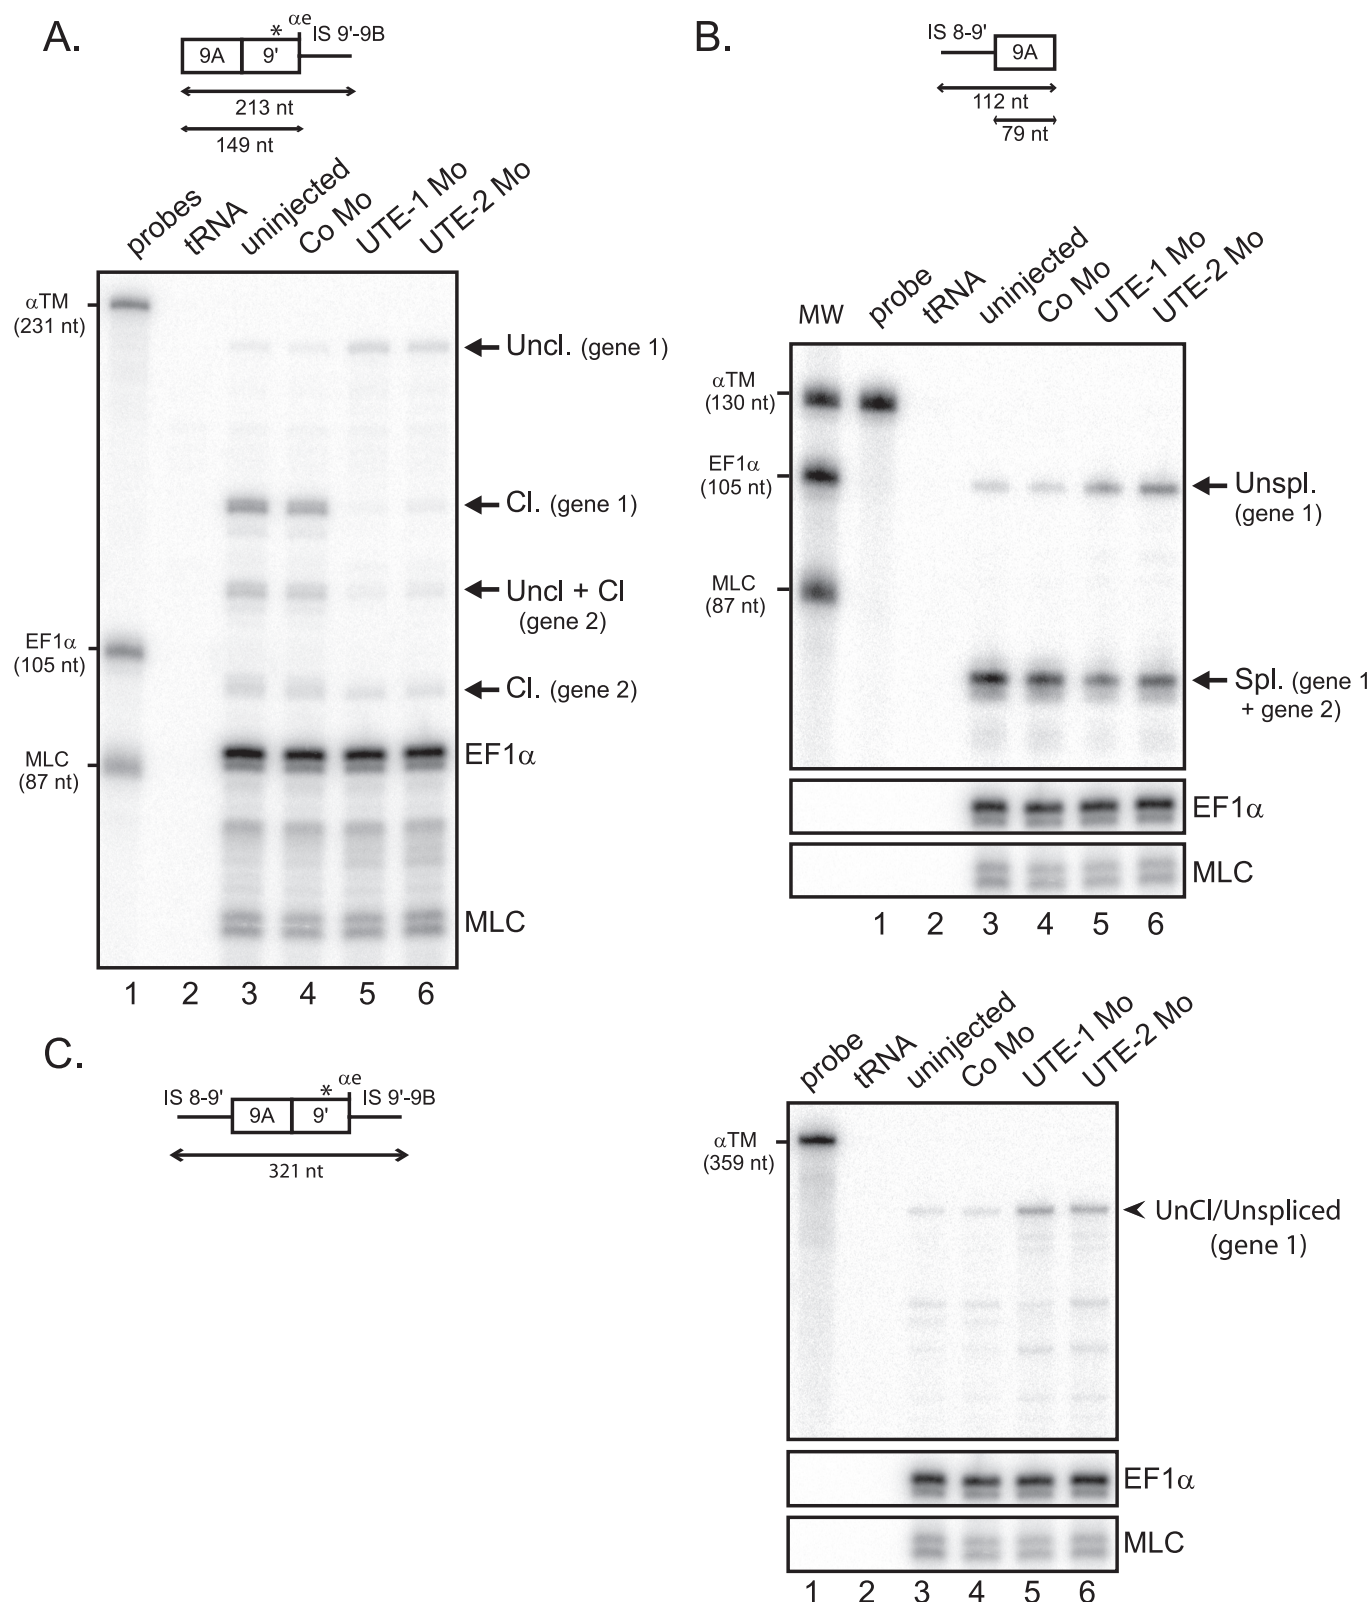 A.
* αe
IS 9'-9B
9A
9'
213 nt
149 nt
probes
tRNA
uninjected
Co Mo
UTE-1 Mo
UTE-2 Mo
αTM
(231 nt)
EF1α
(105 nt)
MLC
(87 nt)
Uncl. (gene 1)
Cl. (gene 1)
Uncl + Cl
(gene 2)
Cl. (gene 2)
EF1α
MLC
1 2 3 4 5 6
B.
IS 8-9'
9A
112 nt
79 nt
MW
probe
tRNA
uninjected
Co Mo
UTE-1 Mo
UTE-2 Mo
αTM
(130 nt)
EF1α
(105 nt)
MLC
(87 nt)
Unspl.
(gene 1)
Spl. (gene 1
+ gene 2)
EF1α
MLC
1 2 3 4 5 6
C.
* αe
IS 8-9'
9A
9'
IS 9'-9B
321 nt
probe
tRNA
uninjected
Co Mo
UTE-1 Mo
UTE-2 Mo
αTM
(359 nt)
UnCl/Unspliced
(gene 1)
EF1α
MLC
1 2 3 4 5 6